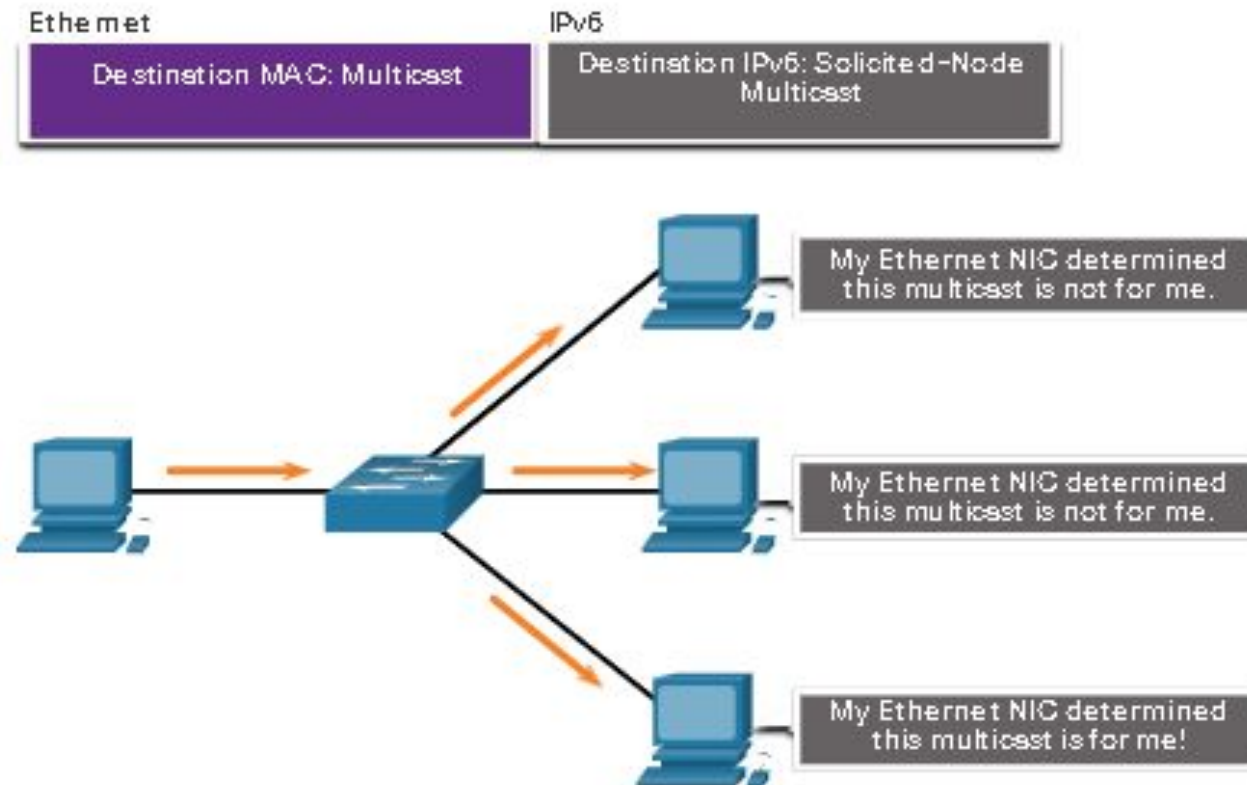 Ethernet
IPv6
Destination MAC: Multicast
Destination IPv6: Solicited-Node
Multicast
My Ethernet NIC determined
this multicast is not for me.
My Ethernet NIC determined
this multicast is not for me.
My Ethernet NIC determined
this multicast is for me!